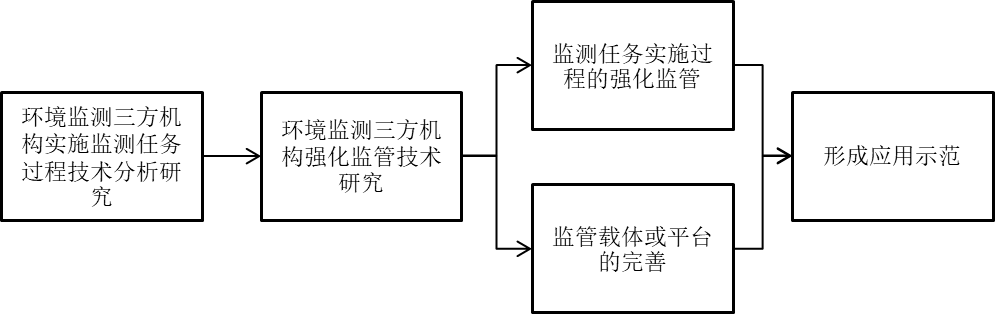 环境监测三方机
构实施监测任务
过程技术分析研
究
环境监测三方机
构强化监管技术
研究
监测任务实施过
程的强化监管
监管载体或平台
的完善
形成应用示范